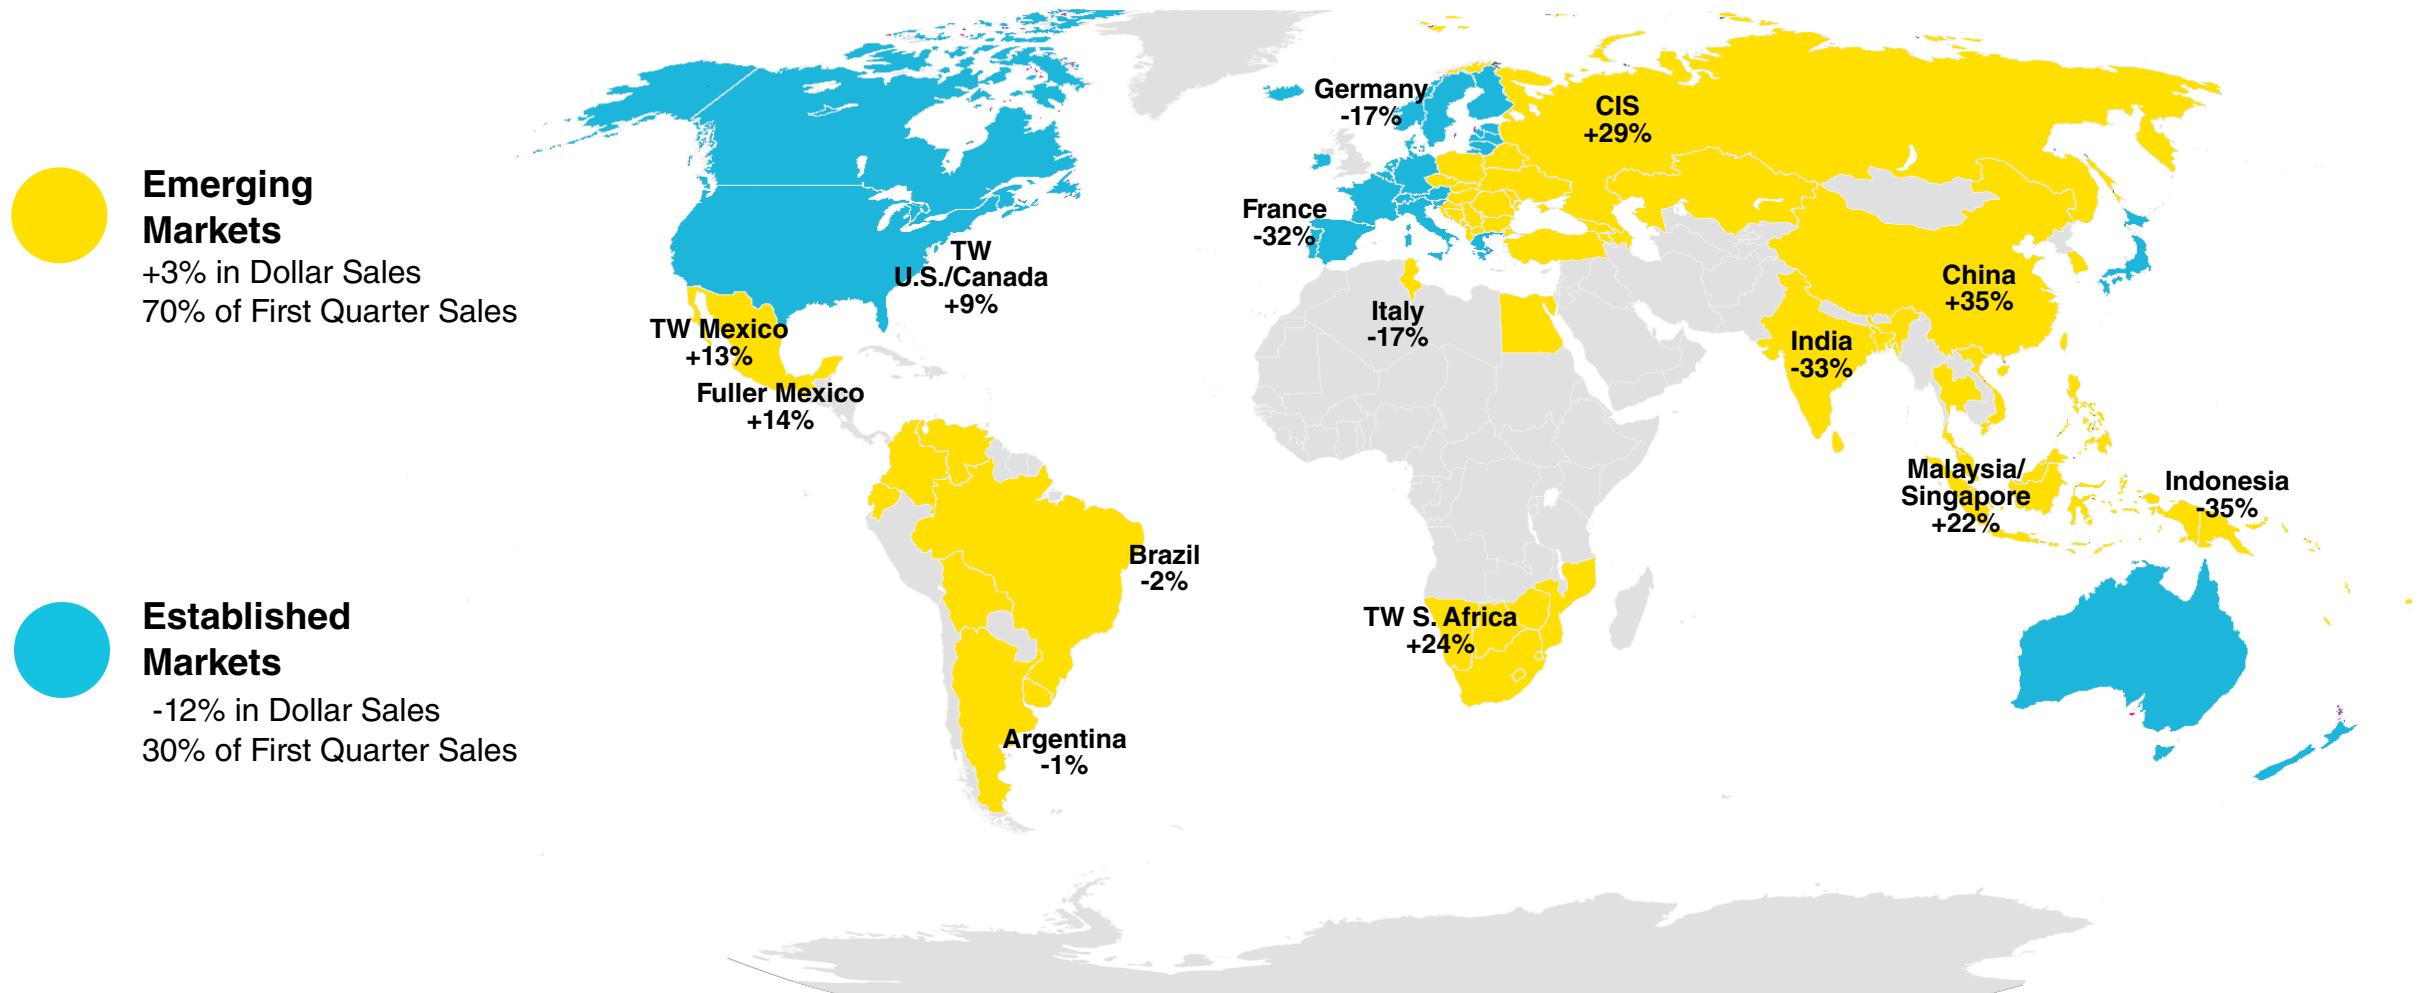 Emerging
Markets
+3% in Dollar Sales
70% of First Quarter Sales
Established
Markets
-12% in Dollar Sales
30% of First Quarter Sales
TW
U.S./Canada
+9%
TW Mexico
+13%
Fuller Mexico
+14%
Brazil
-2%
Argentina
-1%
Germany
-17%
France
-32%
Italy
-17%
TW S. Africa
+24%
CIS
+29%
China
+35%
India
-33%
Malaysia/
Singapore
+22%
Indonesia
-35%